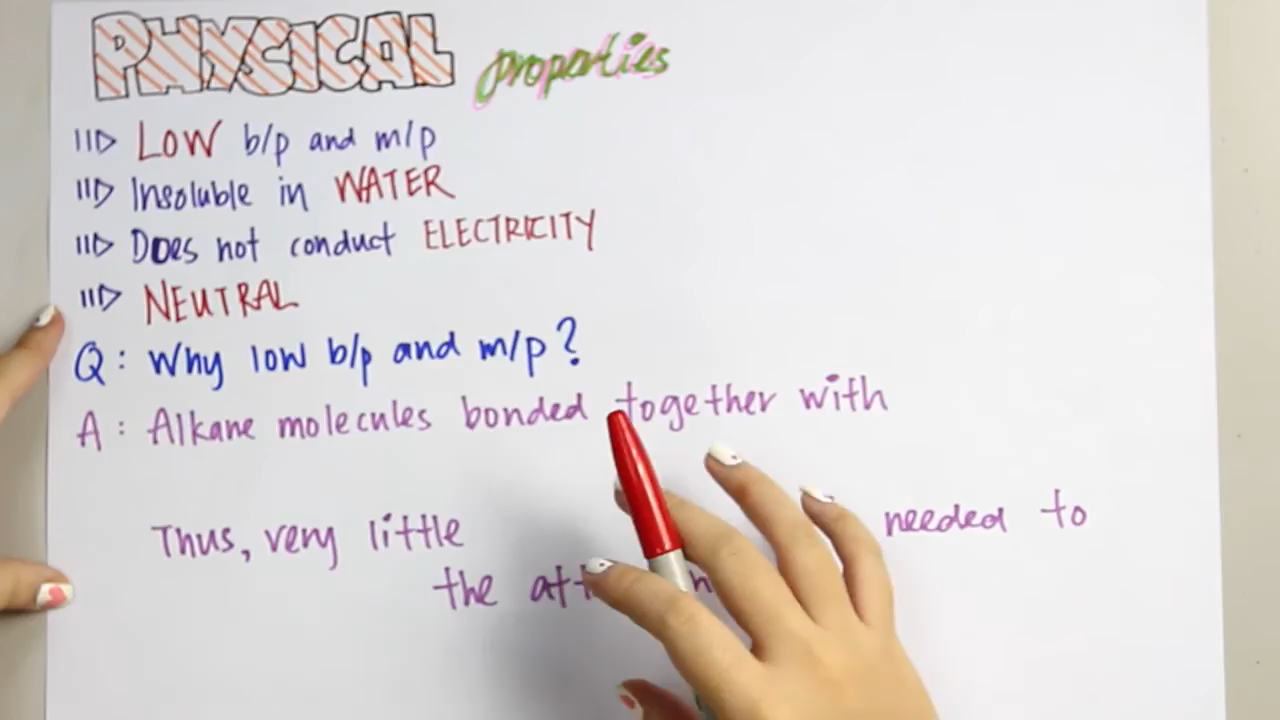 PHYSICAL properties
LOW b/p and m/p
Insoluble in WATER
Does not conduct ELECTRICITY
NEUTRAL
Q: Why low b/p and m/p?
A: Alkane molecules bonded together with
Thus, very little needed to
the